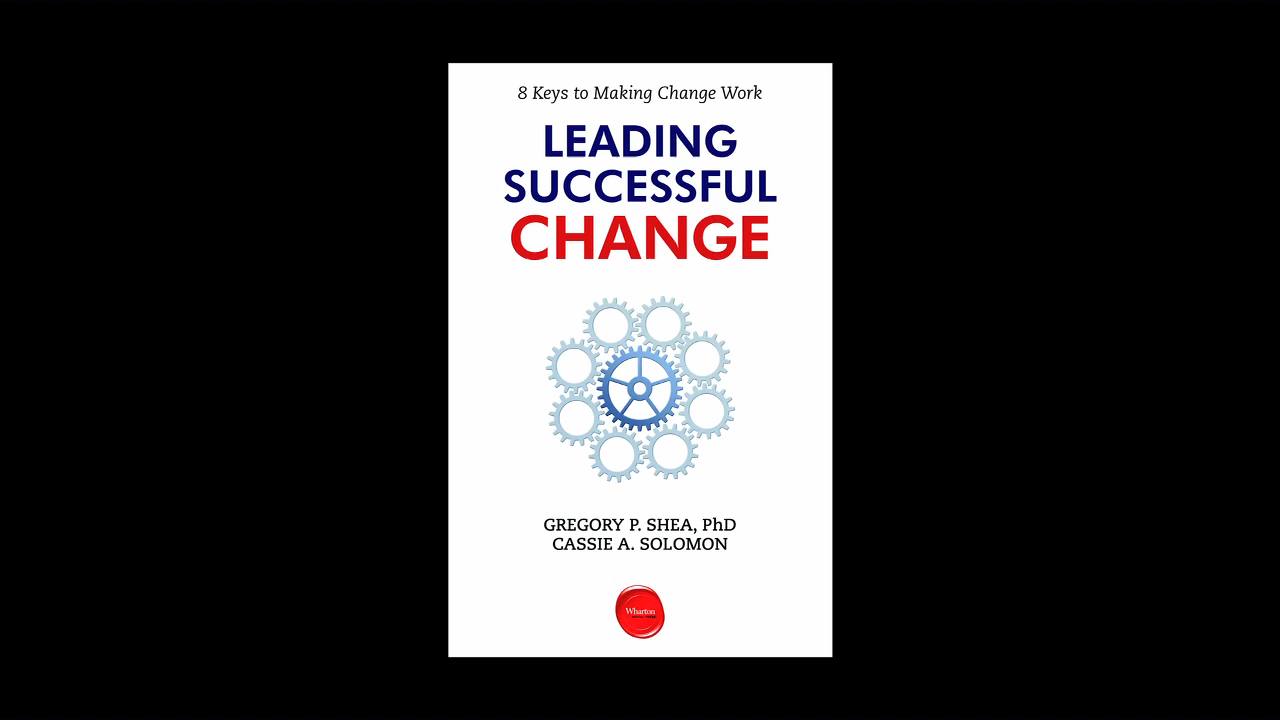 8 Keys to Making Change Work
LEADING
SUCCESSFUL
CHANGE
GREGORY P. SHEA, PhD
CASSIE A. SOLOMON
Wharton